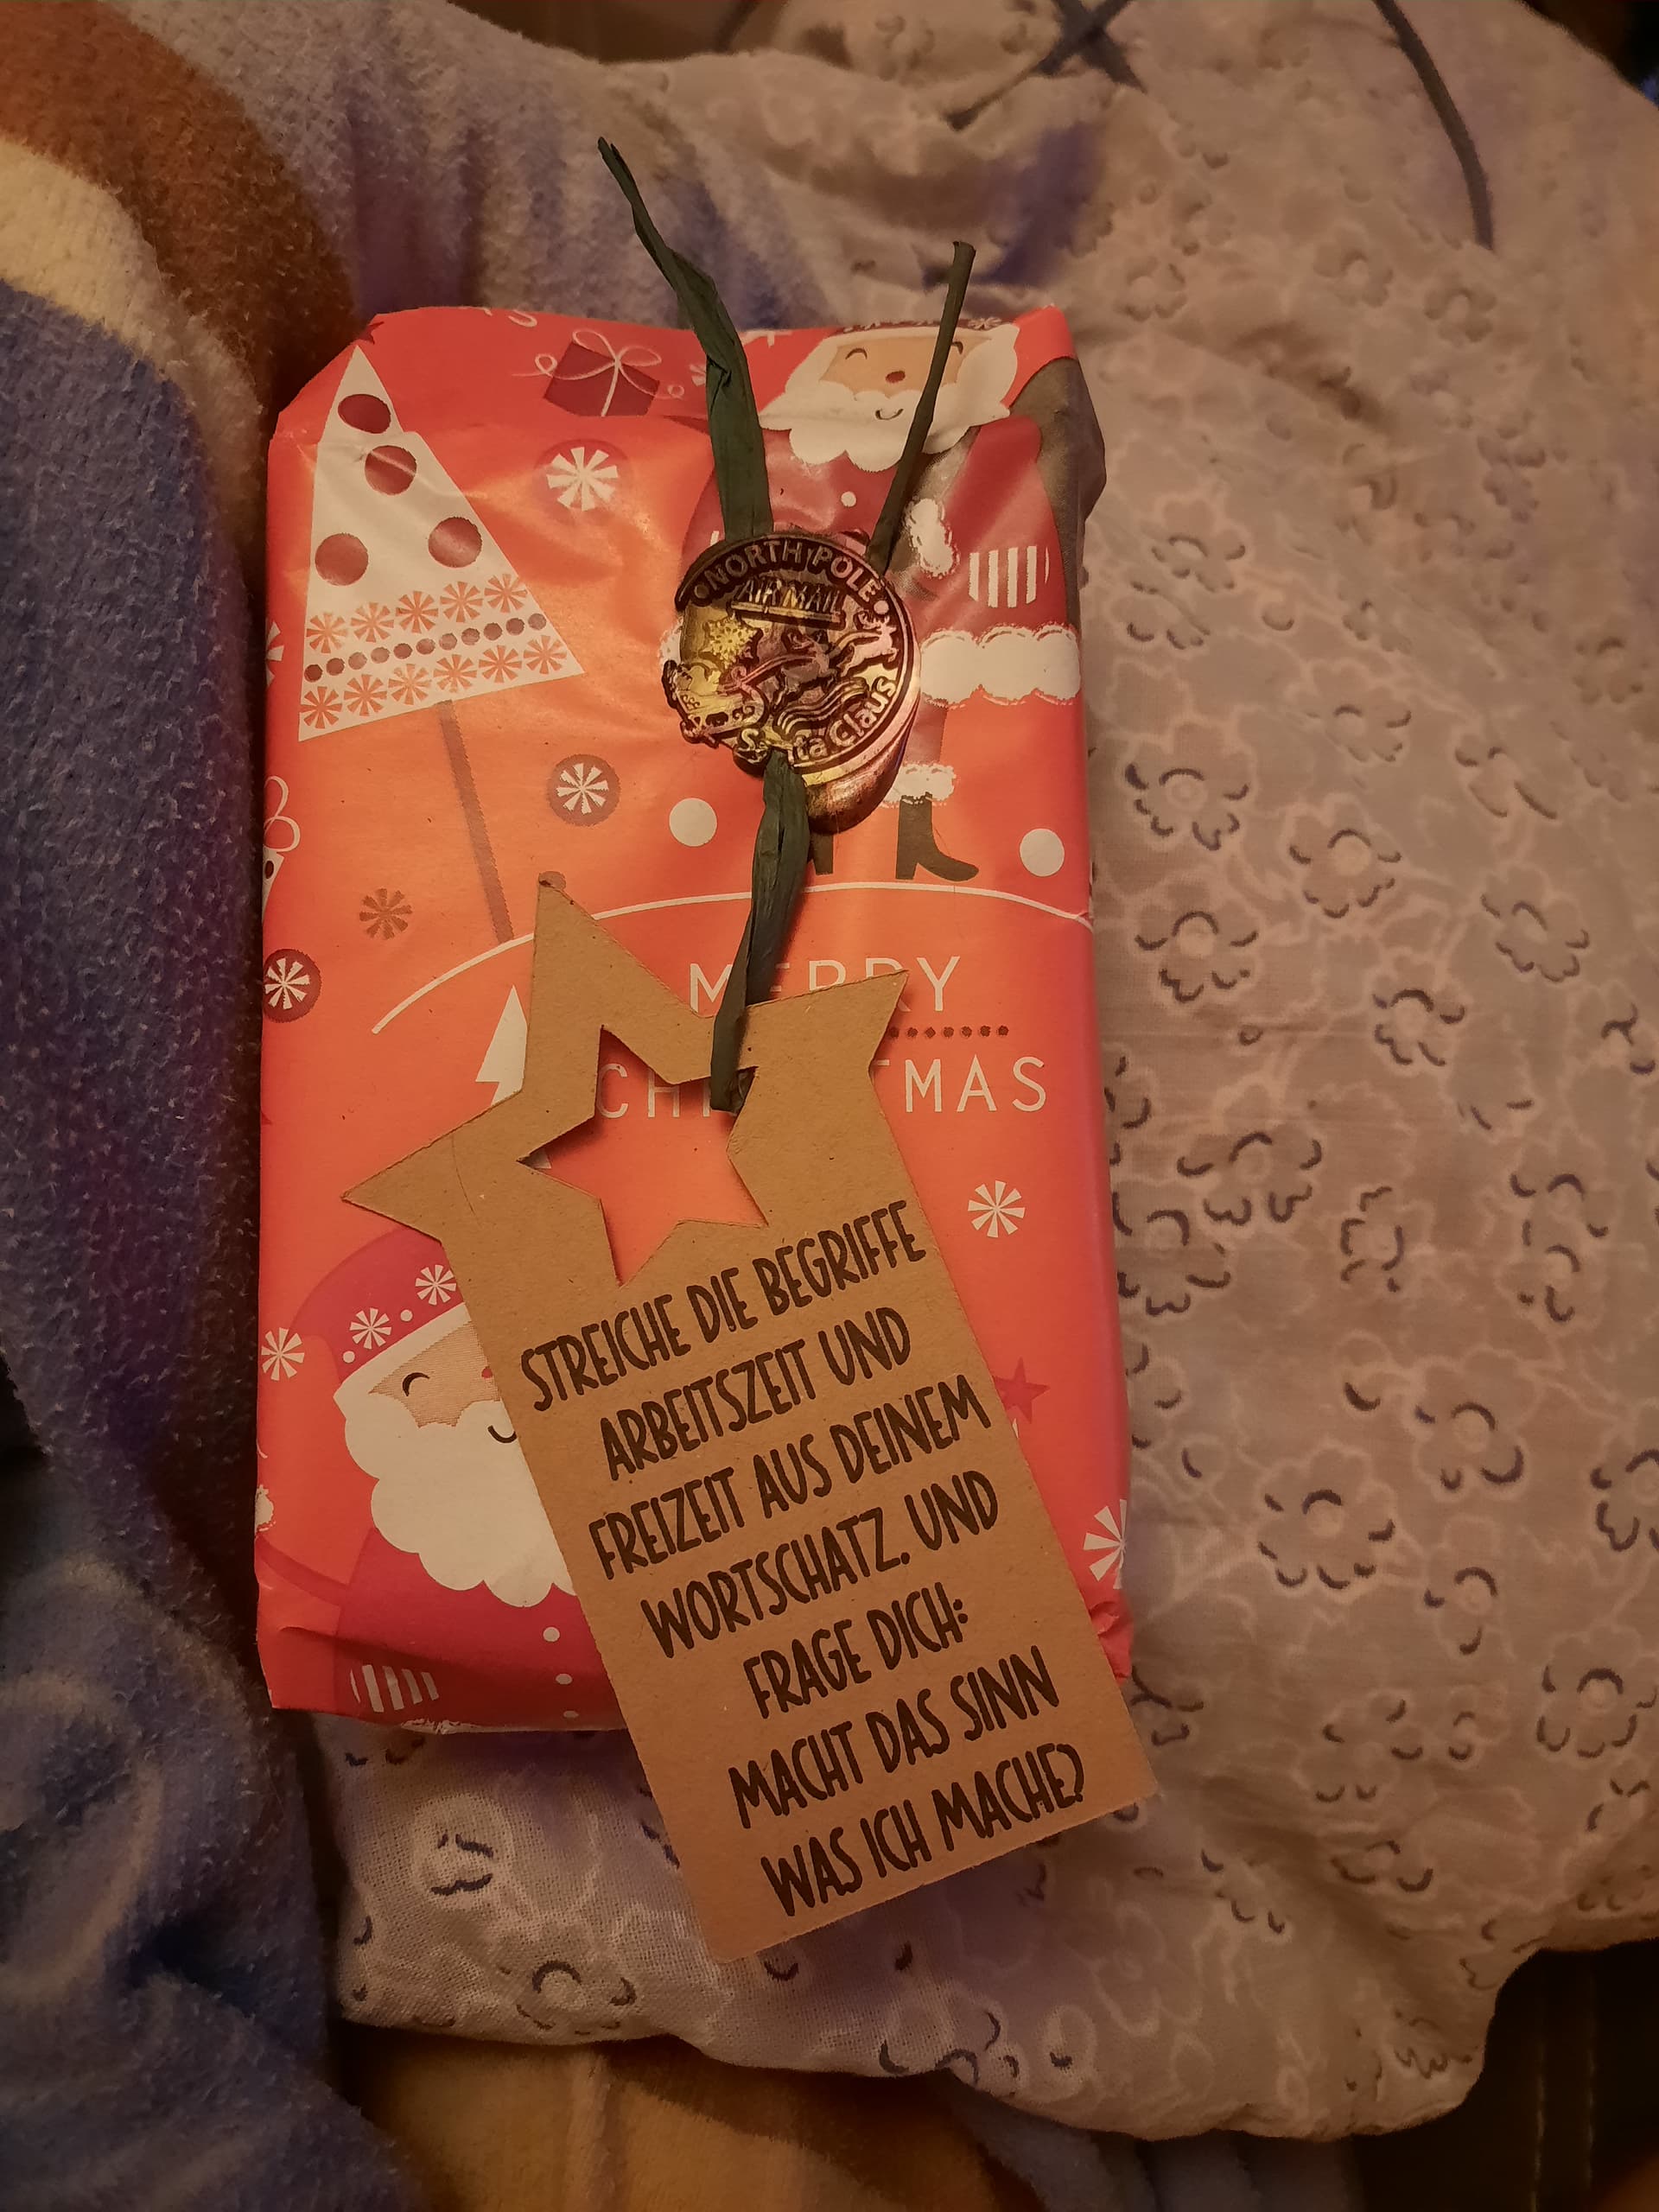 NORTH POLE
AIR MAIL
Santa Claus
MERRY
CHRISTMAS
STREICHE DIE BEGRIFFE
ARBEITSZEIT UND
FREIZEIT AUS DEINEM
WORTSCHATZ. UND
FRAGE DICH:
MACHT DAS SINN
WAS ICH MACHE?